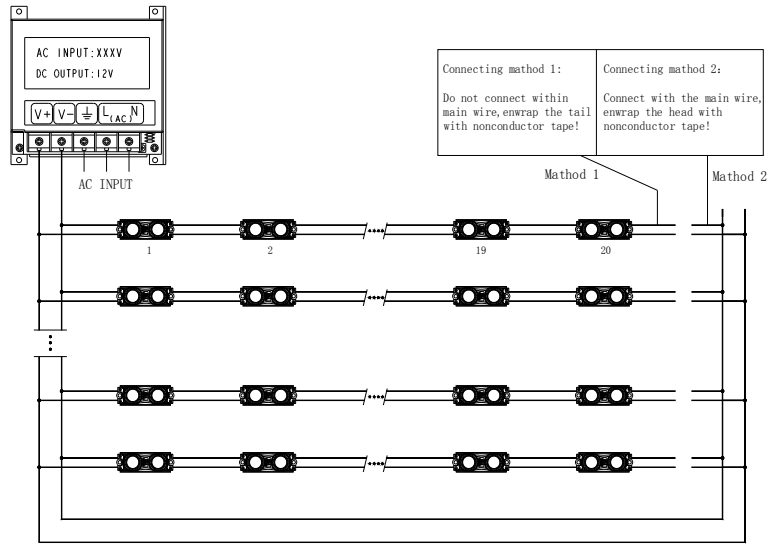 AC INPUT:XXXV
DC OUTPUT:12V
V+ V- L(AC)N
AC INPUT
Connecting mathod 1:
Do not connect within
main wire,enwrap the tail
with nonconductor tape!
Connecting mathod 2:
Connect with the main wire,
enwrap the head with
nonconductor tape!
Mathod 1
Mathod 2
1
2
19
20